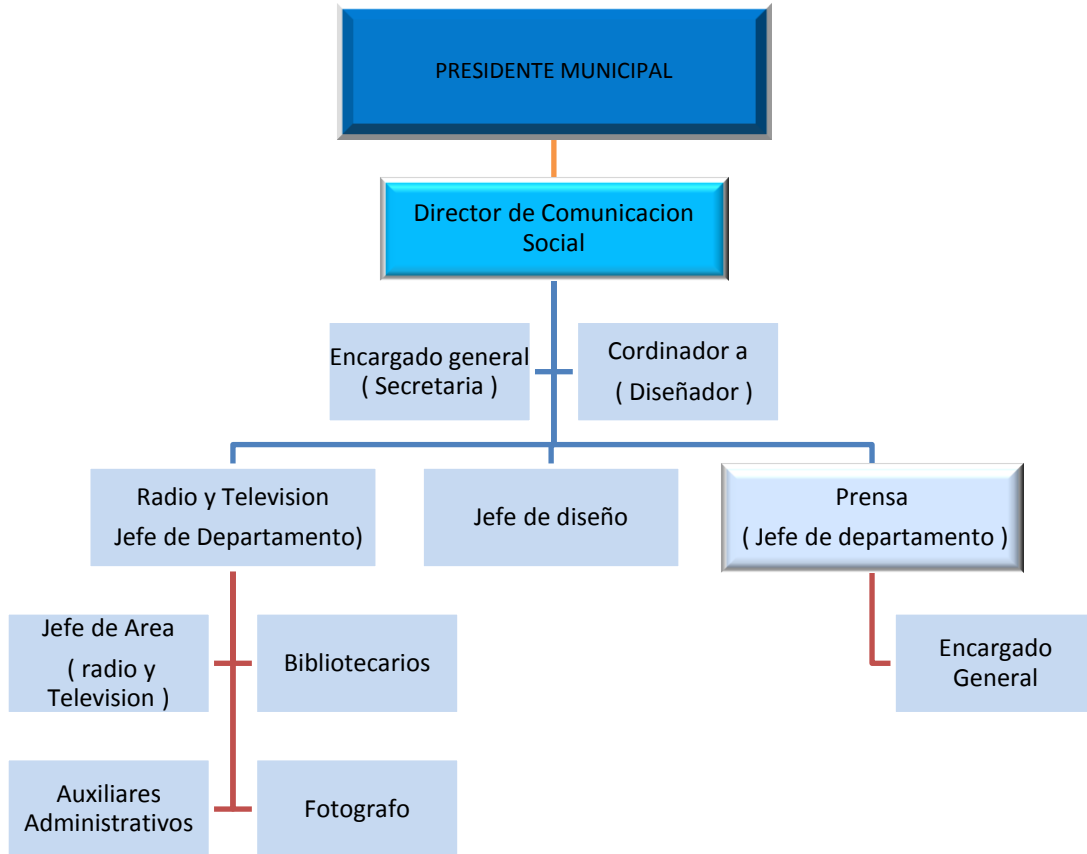 PRESIDENTE MUNICIPAL
Director de Comunicacion
Social
Encargado general
( Secretaria )
Cordinador a
( Diseñador )
Radio y Television
Jefe de Departamento)
Jefe de diseño
Prensa
( Jefe de departamento )
Jefe de Area
( radio y
Television )
Bibliotecarios
Encargado
General
Auxiliares
Administrativos
Fotografo